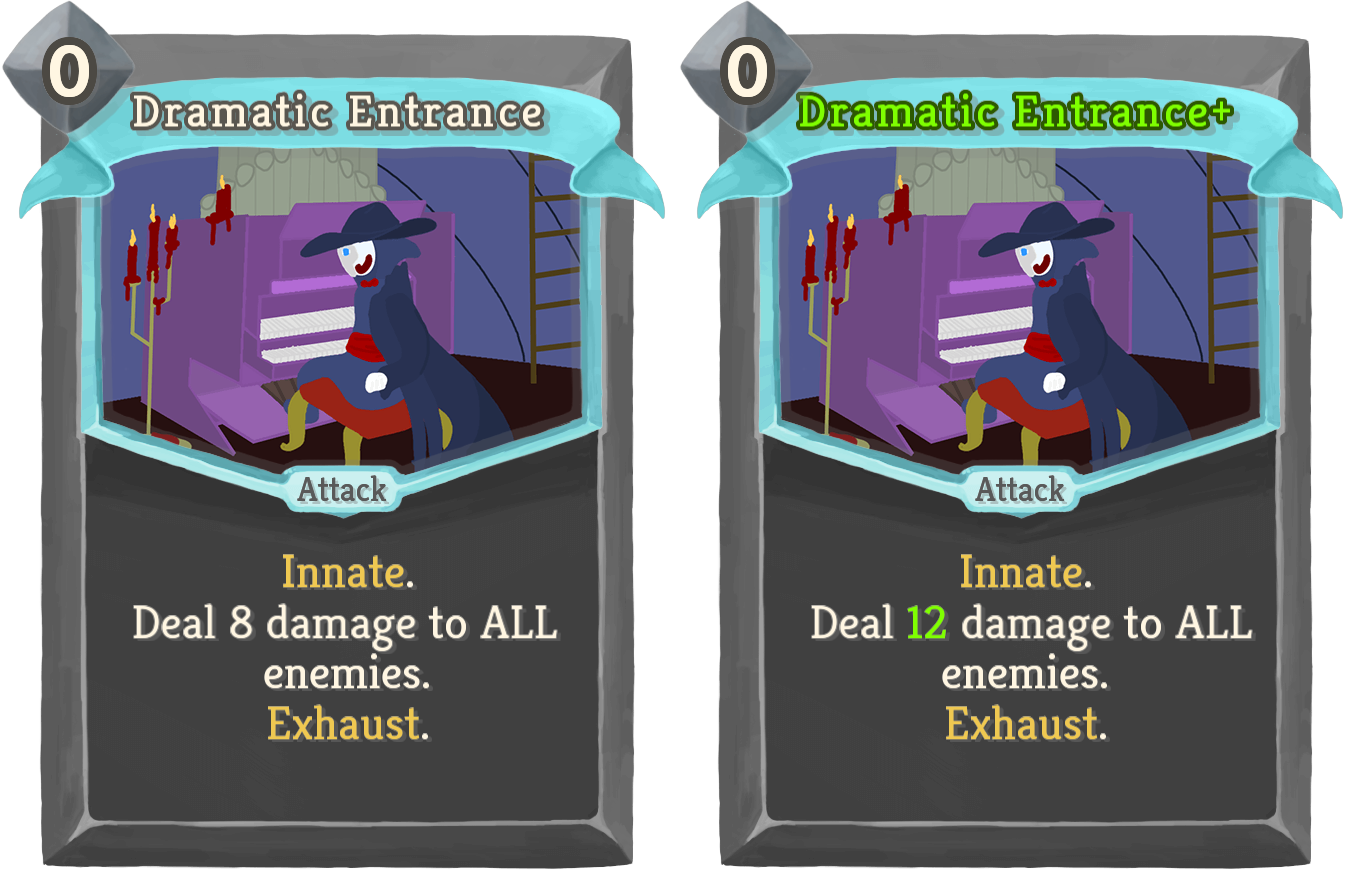 0
Dramatic Entrance
Attack
Innate.
Deal 8 damage to ALL
enemies.
Exhaust.
0
Dramatic Entrance+
Attack
Innate.
Deal 12 damage to ALL
enemies.
Exhaust.